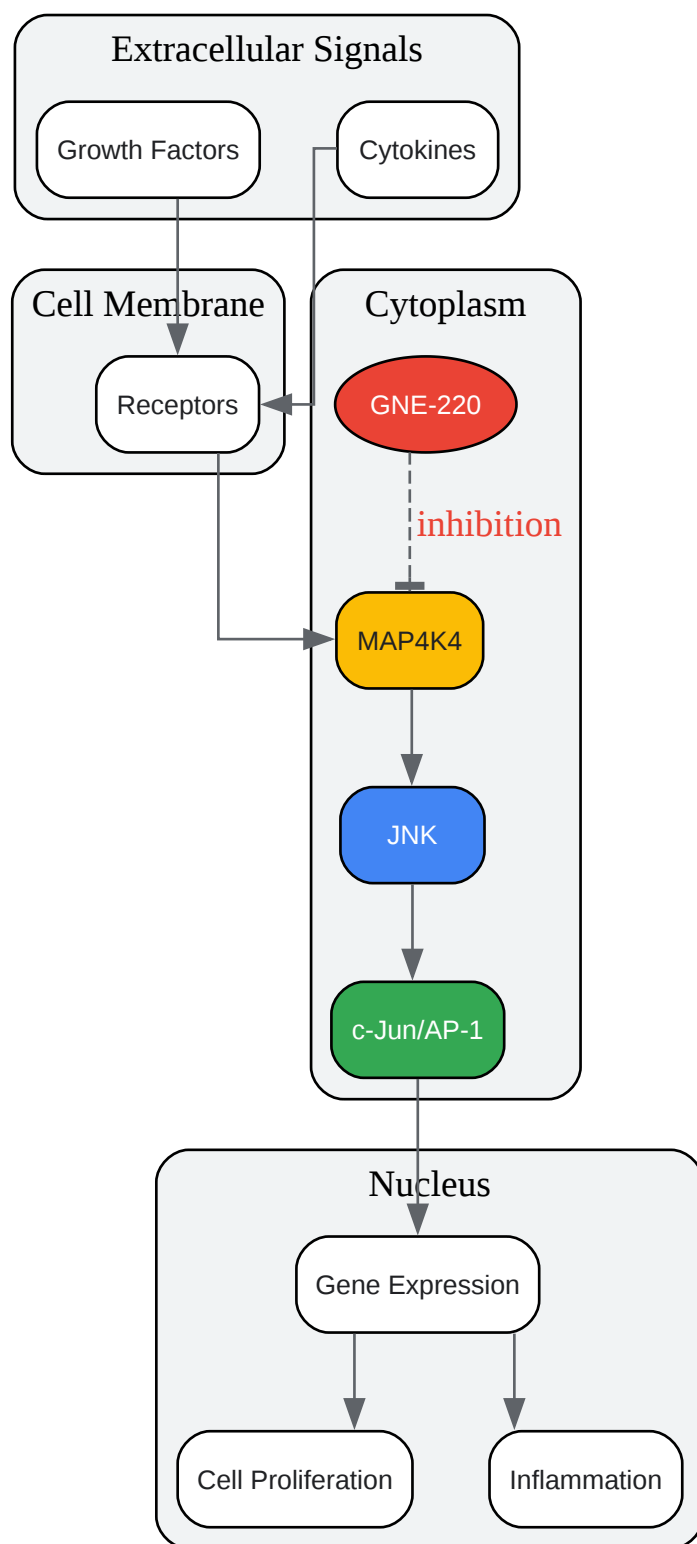 Extracellular Signals
Growth Factors
Cytokines
Cell Membrane
Cytoplasm
Receptors
GNE-220
inhibition
MAP4K4
JNK
c-Jun/AP-1
Nucleus
Gene Expression
Cell Proliferation
Inflammation